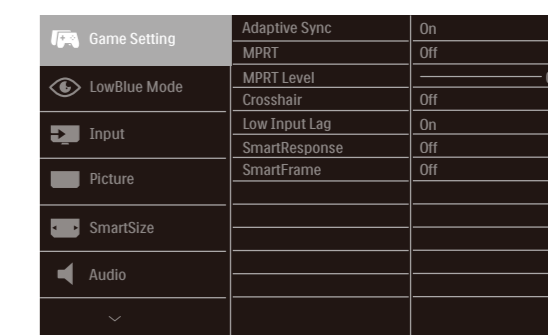 Game Setting
LowBlue Mode
Input
Picture
SmartSize
Audio
Adaptive Sync On
MPRT Off
MPRT Level
Crosshair Off
Low Input Lag On
SmartResponse Off
SmartFrame Off